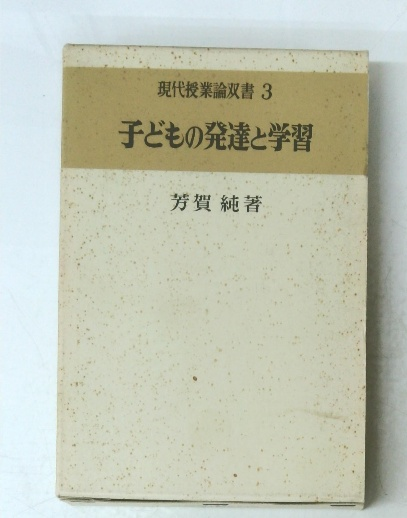 現代授業論双書 3
子どもの発達と学習
芳賀 純著